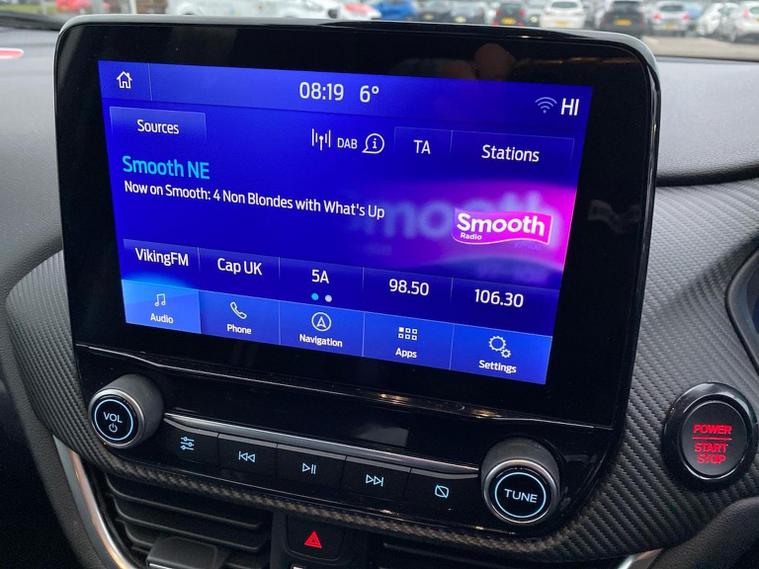 08:19 6° HI
Sources DAB TA Stations
Smooth NE
Now on Smooth: 4 Non Blondes with What's Up
Smooth
Radio
VikingFM Cap UK 5A 98.50 106.30
Audio Phone Navigation Apps Settings
VOL
TUNE
POWER
START
STOP